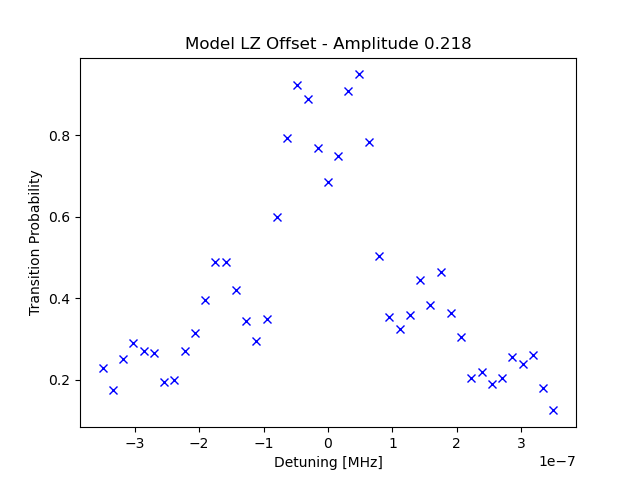 Model LZ Offset - Amplitude 0.218
Transition Probability
0.8
0.6
0.4
0.2
−3
−2
−1
0
1
2
3
1e−7
Detuning [MHz]